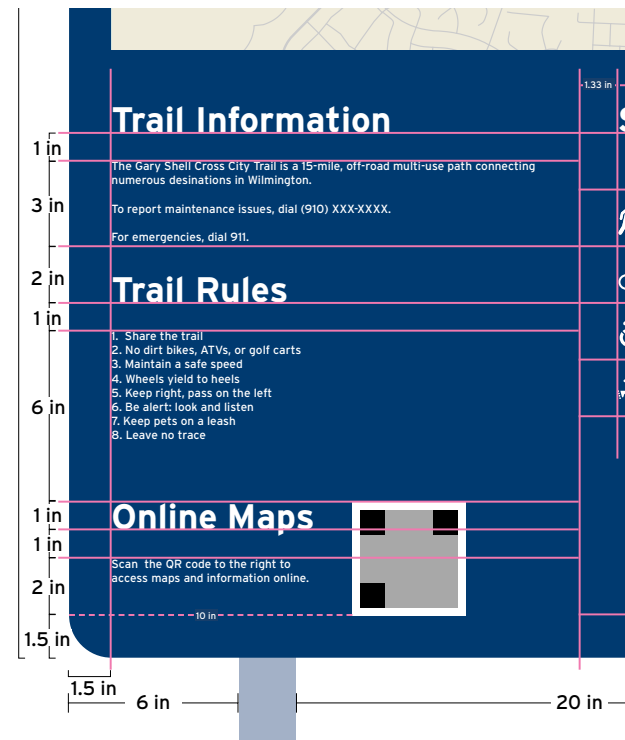 1.33 in
Trail Information
1 in
The Gary Shell Cross City Trail is a 15-mile, off-road multi-use path connecting
numerous desinations in Wilmington.
3 in
To report maintenance issues, dial (910) XXX-XXXX.
For emergencies, dial 911.
2 in
Trail Rules
1 in
1. Share the trail
2. No dirt bikes, ATVs, or golf carts
3. Maintain a safe speed
4. Wheels yield to heels
5. Keep right, pass on the left
6 in
6. Be alert: look and listen
7. Keep pets on a leash
8. Leave no trace
1 in
Online Maps
1 in
Scan the QR code to the right to
access maps and information online.
2 in
10 in
1.5 in
1.5 in
6 in
20 in